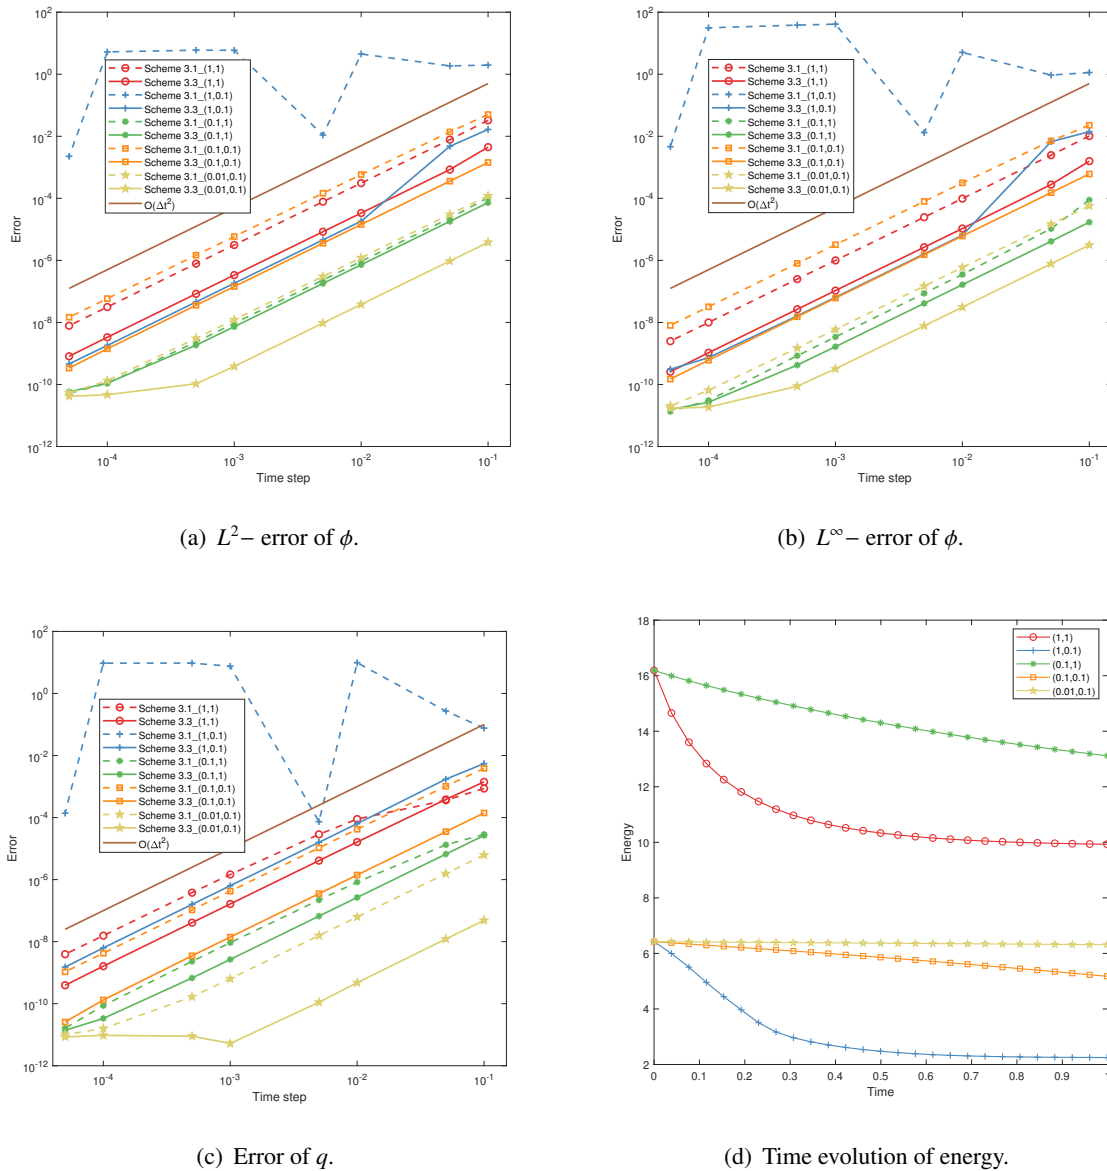 10^2
10^0
10^-2
10^-4
10^-6
10^-8
10^-10
10^-12
Error
Scheme 3.1_(1,1)
Scheme 3.3_(1,1)
Scheme 3.1_(1,0.1)
Scheme 3.3_(1,0.1)
Scheme 3.1_(0.1,1)
Scheme 3.3_(0.1,1)
Scheme 3.1_(0.1,0.1)
Scheme 3.3_(0.1,0.1)
Scheme 3.1_(0.01,0.1)
Scheme 3.3_(0.01,0.1)
O(Δt^2)
10^-4 10^-3 10^-2 10^-1
Time step
(a) L^2− error of ϕ.
10^2
10^0
10^-2
10^-4
10^-6
10^-8
10^-10
10^-12
Error
Scheme 3.1_(1,1)
Scheme 3.3_(1,1)
Scheme 3.1_(1,0.1)
Scheme 3.3_(1,0.1)
Scheme 3.1_(0.1,1)
Scheme 3.3_(0.1,1)
Scheme 3.1_(0.1,0.1)
Scheme 3.3_(0.1,0.1)
Scheme 3.1_(0.01,0.1)
Scheme 3.3_(0.01,0.1)
O(Δt^2)
10^-4 10^-3 10^-2 10^-1
Time step
(b) L^∞− error of ϕ.
10^2
10^0
10^-2
10^-4
10^-6
10^-8
10^-10
10^-12
Error
Scheme 3.1_(1,1)
Scheme 3.3_(1,1)
Scheme 3.1_(1,0.1)
Scheme 3.3_(1,0.1)
Scheme 3.1_(0.1,1)
Scheme 3.3_(0.1,1)
Scheme 3.1_(0.1,0.1)
Scheme 3.3_(0.1,0.1)
Scheme 3.1_(0.01,0.1)
Scheme 3.3_(0.01,0.1)
O(Δt^2)
10^-4 10^-3 10^-2 10^-1
Time step
(c) Error of q.
18
16
14
12
10
8
6
4
2
Energy
(1,1)
(1,0.1)
(0.1,1)
(0.1,0.1)
(0.01,0.1)
0 0.1 0.2 0.3 0.4 0.5 0.6 0.7 0.8 0.9 1
Time
(d) Time evolution of energy.